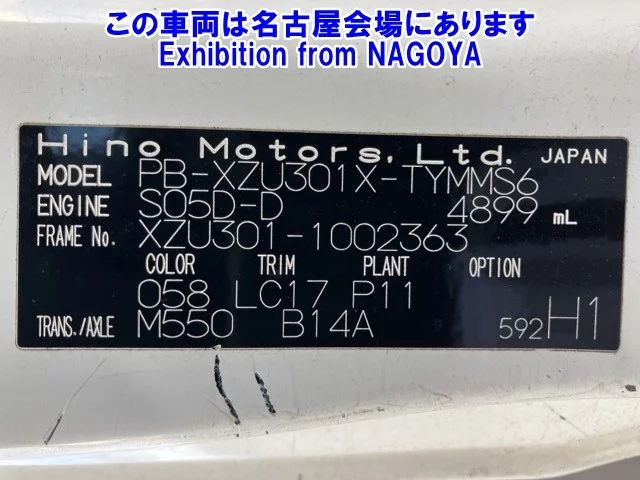 この車両は名古屋会場にあります
Exhibition from NAGOYA
Hino Motors, Ltd. JAPAN
MODEL PB-XZU301X-TYMMS6
ENGINE S05D-D 4899 mL
FRAME No. XZU301-1002363
COLOR TRIM PLANT OPTION
058 LC17 P11
TRANS./AXLE M550 B14A 592H1